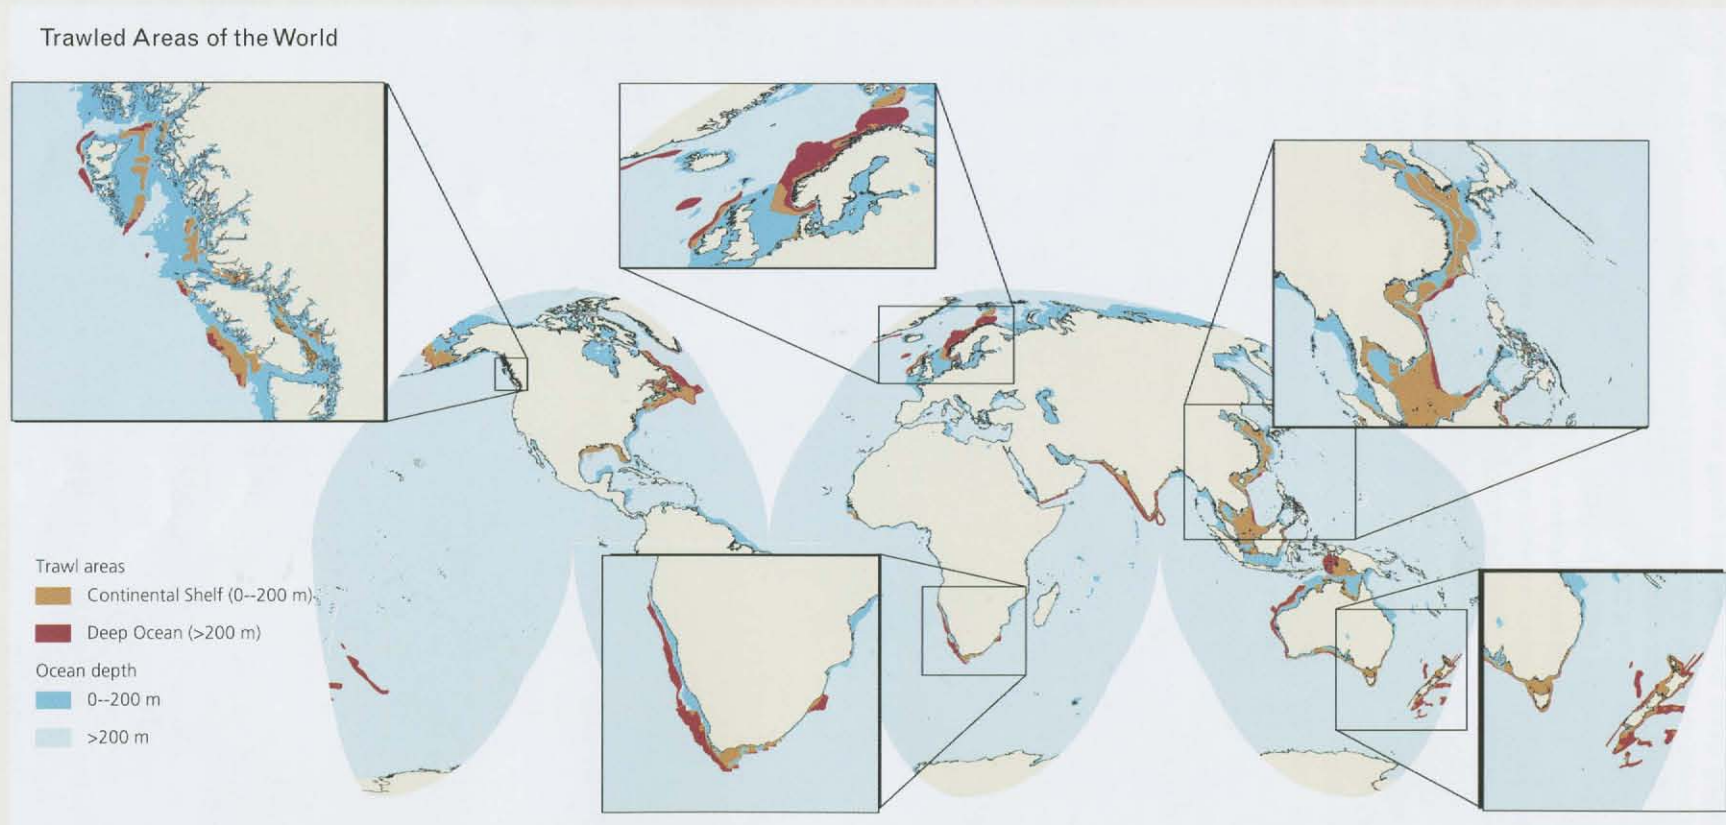 Trawled Areas of the World
Trawl areas
Continental Shelf (0--200 m)
Deep Ocean (>200 m)
Ocean depth
0--200 m
>200 m